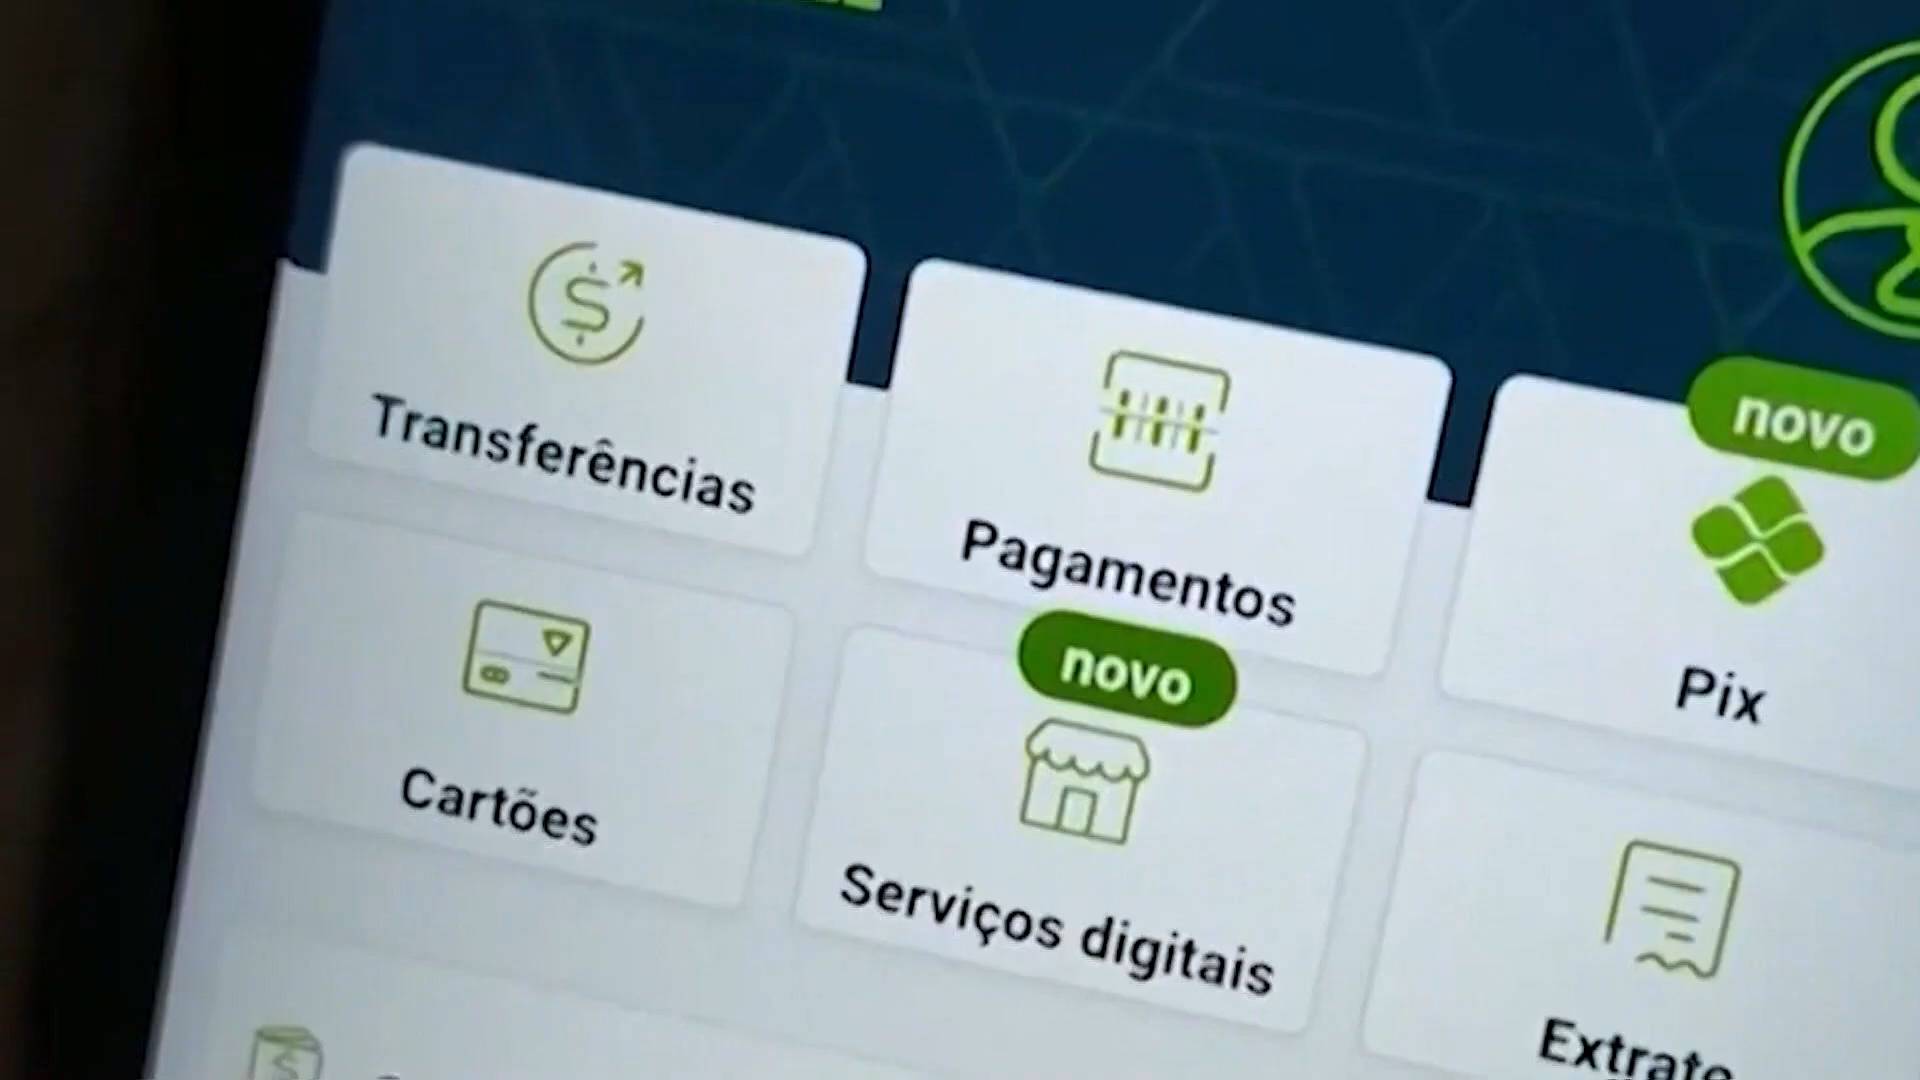 Transferências
Pagamentos
novo
Pix
Cartões
novo
Serviços digitais
Extrato